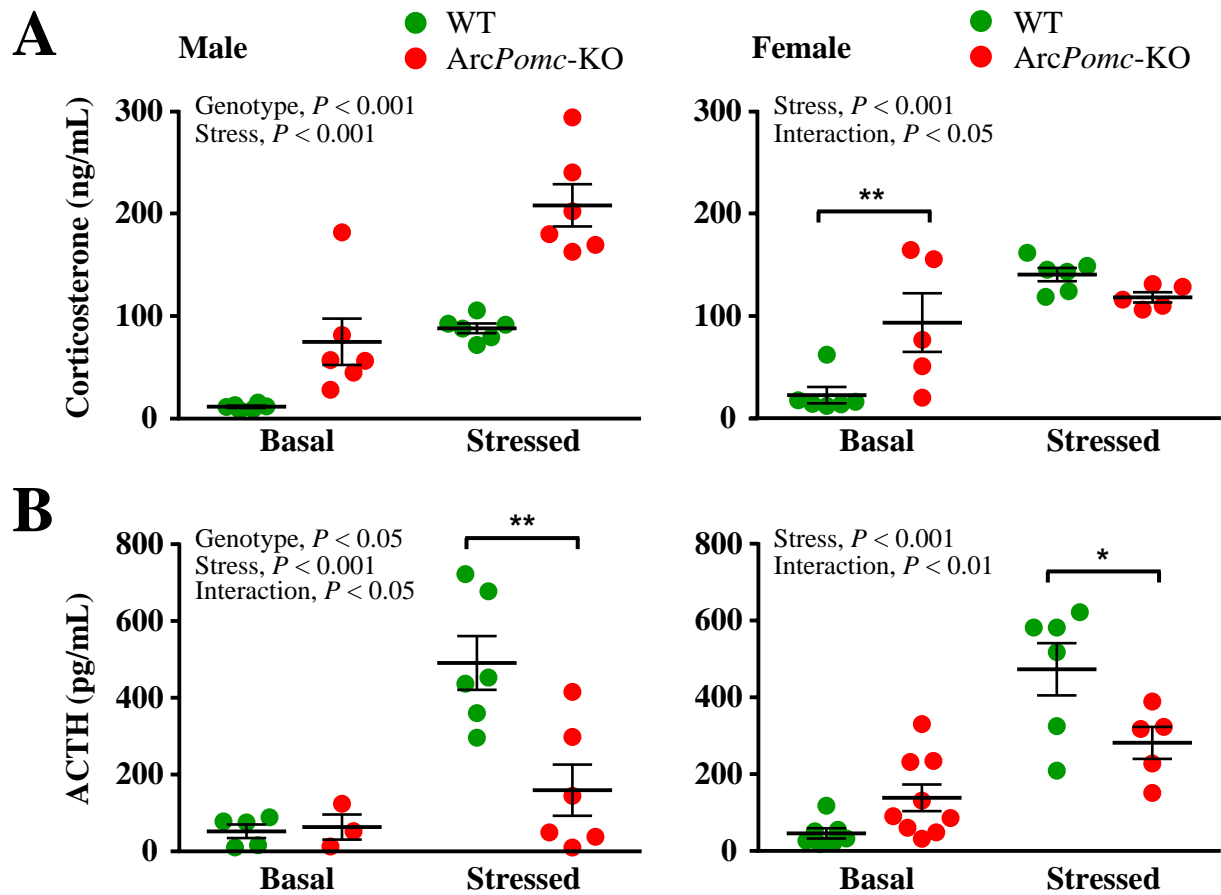 A
Male
WT
ArcPomc-KO
Female
WT
ArcPomc-KO
Corticosterone (ng/mL)
300
200
100
0
Genotype, P < 0.001
Stress, P < 0.001
Basal
Stressed
300
200
100
0
Stress, P < 0.001
Interaction, P < 0.05
**
Basal
Stressed
B
ACTH (pg/mL)
800
600
400
200
0
Genotype, P < 0.05
Stress, P < 0.001
Interaction, P < 0.05
**
Basal
Stressed
800
600
400
200
0
Stress, P < 0.001
Interaction, P < 0.01
*
Basal
Stressed